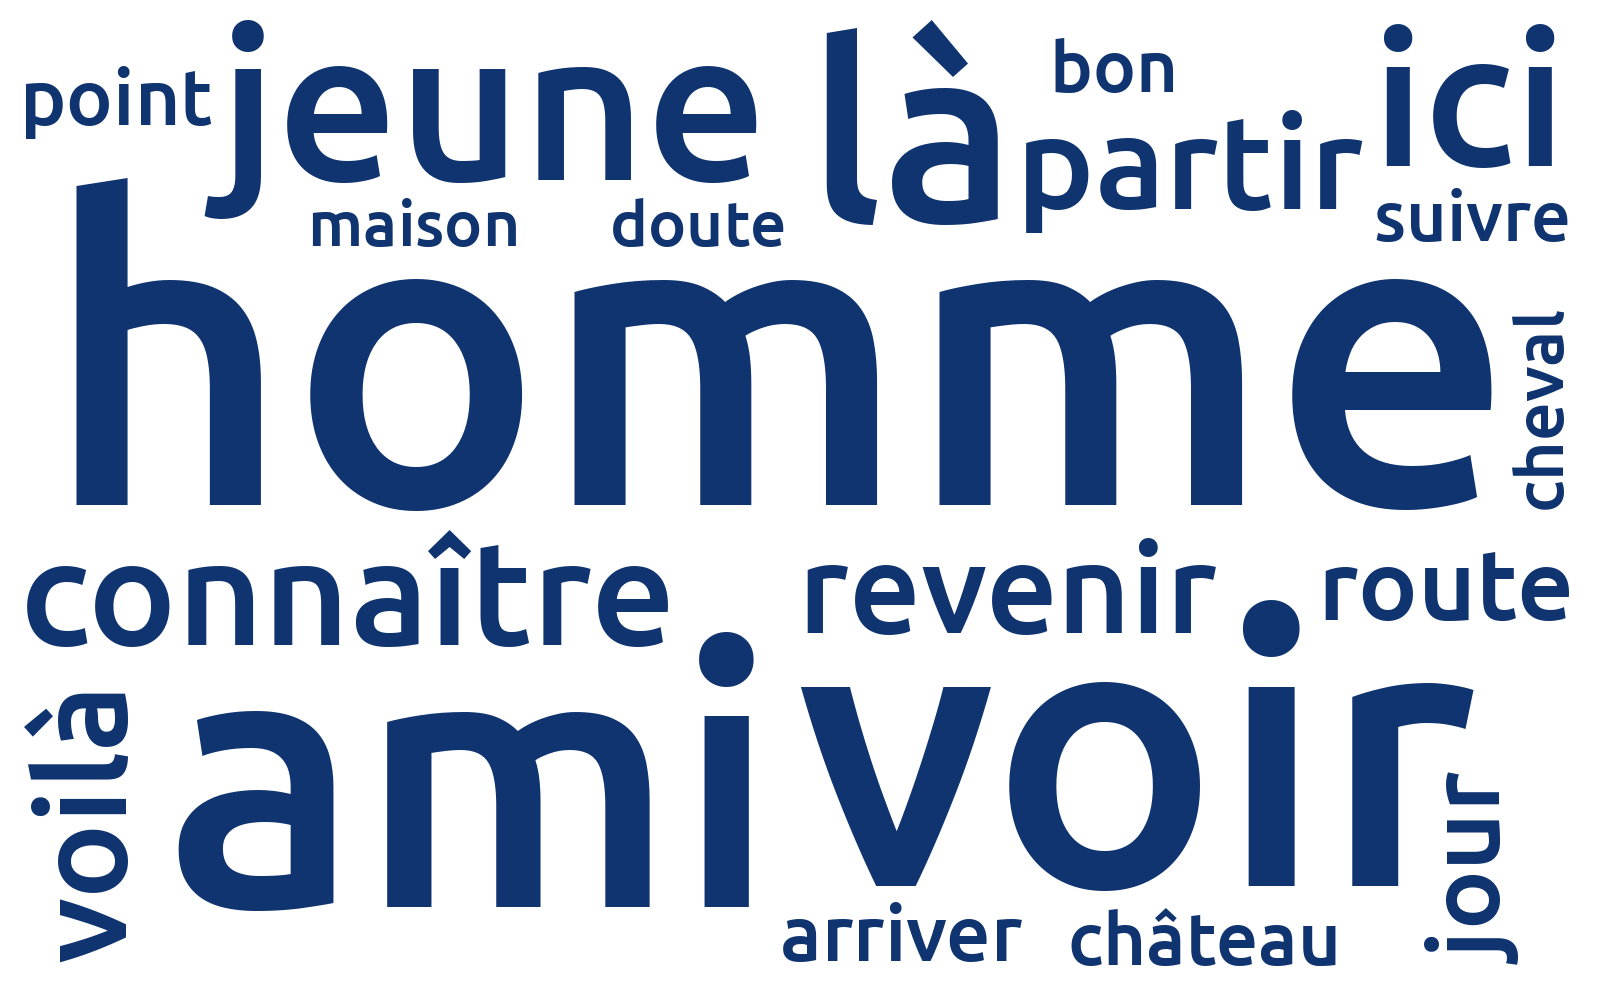 point
jeune
là
bon
ici
partir
maison
doute
suivre
homme
cheval
connaître
revenir
route
voilà
ami
voir
jour
arriver
château